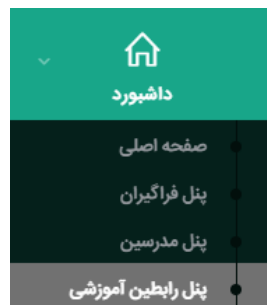 داشبورد
صفحه اصلی
پنل فراگیران
پنل مدرسین
پنل رابطین آموزشی